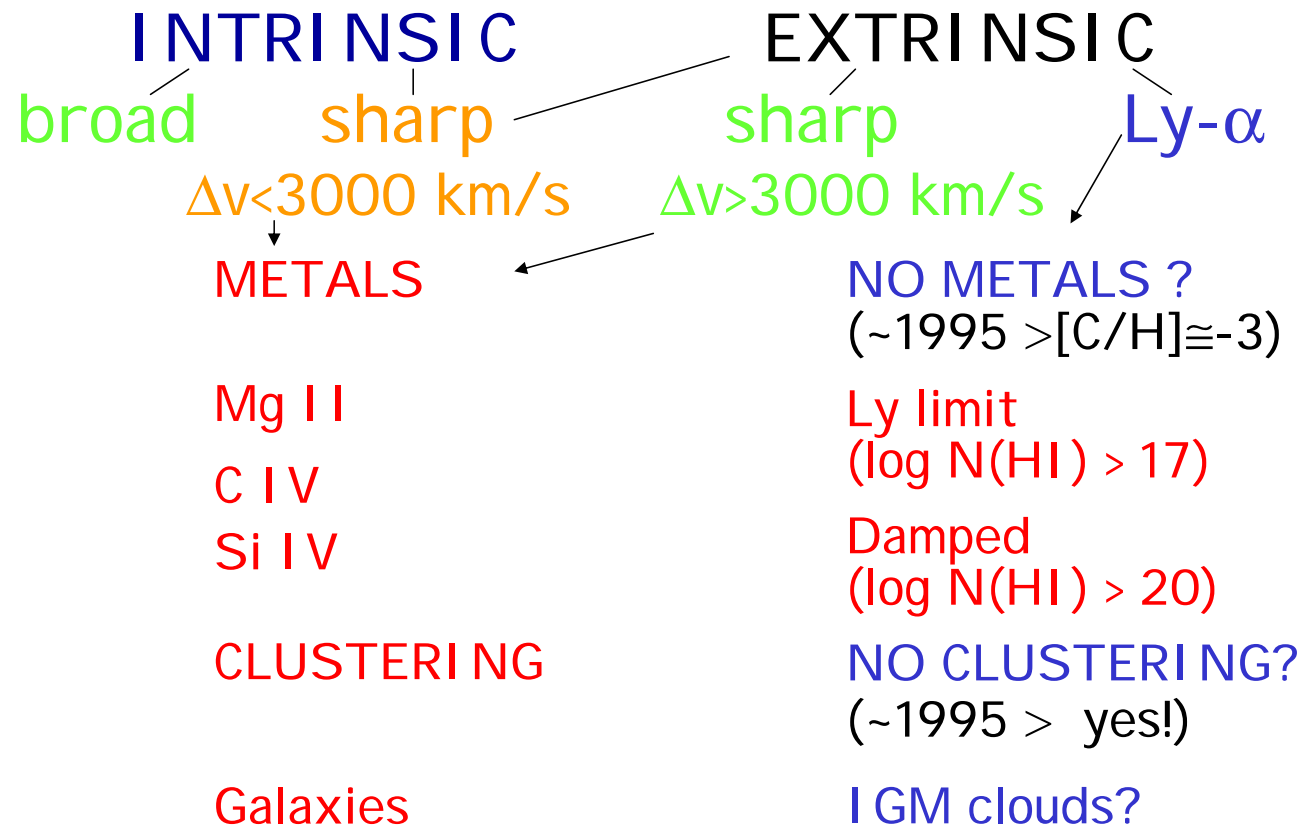 INTRINSIC EXTRINSIC
broad sharp sharp Ly-α
Δv<3000 km/s Δv>3000 km/s
METALS NO METALS ?
(~1995 >[C/H]≅-3)
Mg II Ly limit
(log N(HI) > 17)
C IV
Si IV Damped
(log N(HI) > 20)
CLUSTERING NO CLUSTERING?
(~1995 > yes!)
Galaxies IGM clouds?